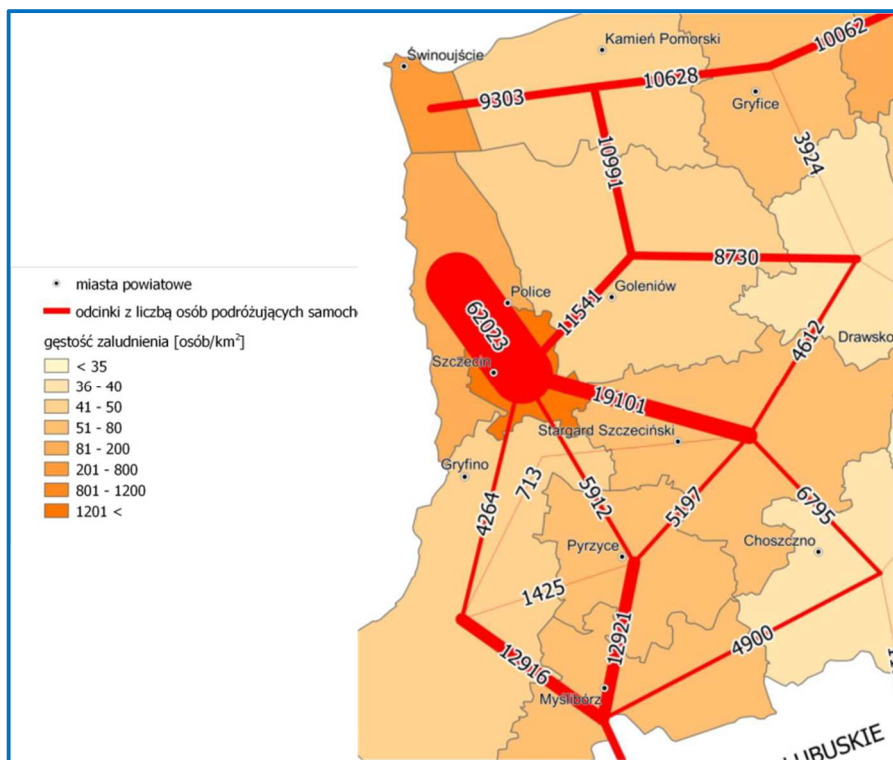 Świnoujście
Kamień Pomorski
10062
9303
10628
Gryfice
10991
3924
8730
Goleniów
11541
Police
62023
Szczecin
Drawsko
4612
19101
Stargard Szczeciński
Gryfino
713
5912
5197
6795
4264
Pyrzyce
Choszczno
1425
12921
4900
12916
Myślibórz
LUBUSKIE
miasta powiatowe
odcinki z liczbą osób podróżujących samoch
gęstość zaludnienia [osób/km²]
< 35
36 - 40
41 - 50
51 - 80
81 - 200
201 - 800
801 - 1200
1201 <